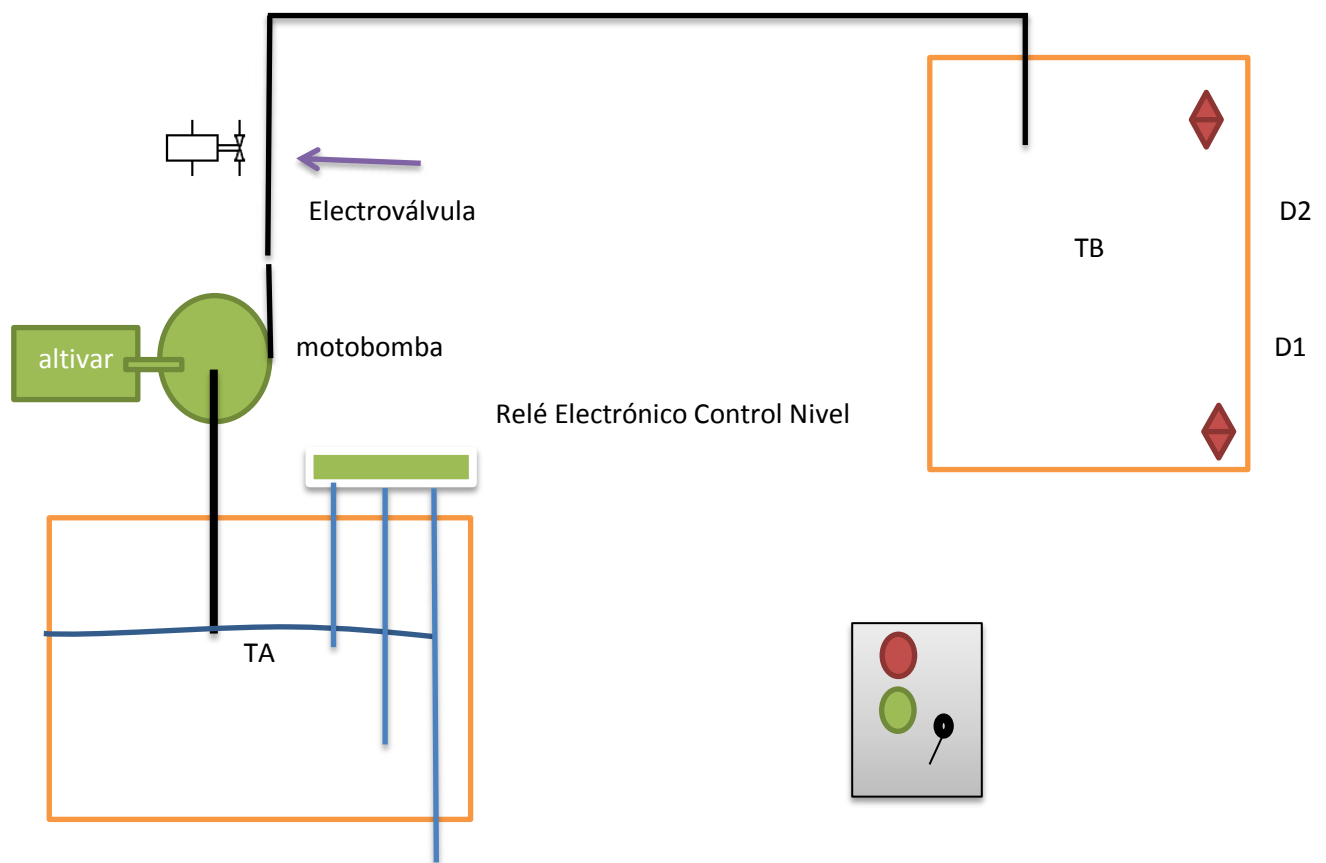 Electroválvula
D2
TB
altivar
motobomba
D1
Relé Electrónico Control Nivel
TA